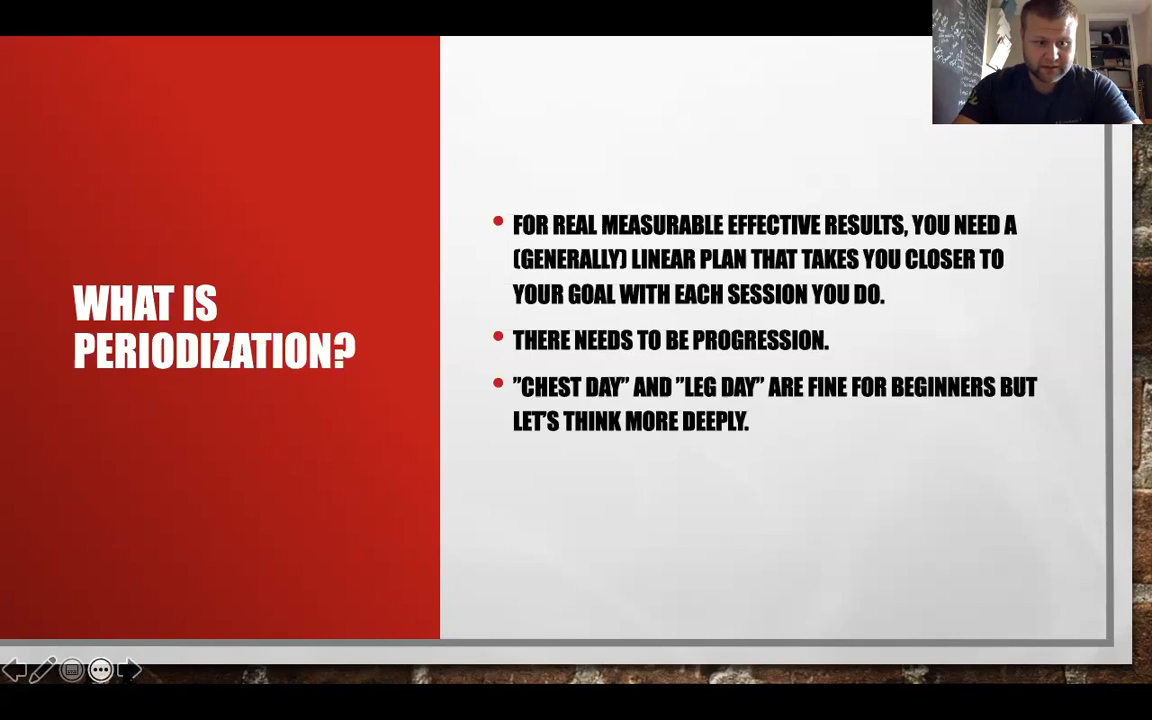 WHAT IS
PERIODIZATION?
• FOR REAL MEASURABLE EFFECTIVE RESULTS, YOU NEED A
(GENERALLY) LINEAR PLAN THAT TAKES YOU CLOSER TO
YOUR GOAL WITH EACH SESSION YOU DO.
• THERE NEEDS TO BE PROGRESSION.
• ”CHEST DAY” AND ”LEG DAY” ARE FINE FOR BEGINNERS BUT
LET’S THINK MORE DEEPLY.